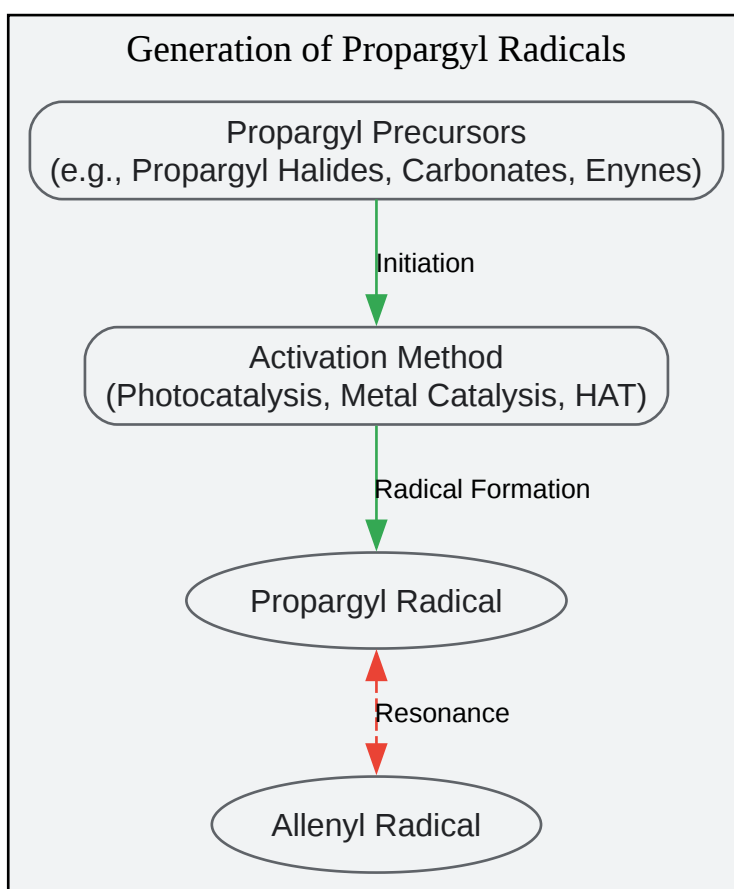 Generation of Propargyl Radicals
Propargyl Precursors
(e.g., Propargyl Halides, Carbonates, Enynes)
Initiation
Activation Method
(Photocatalysis, Metal Catalysis, HAT)
Radical Formation
Propargyl Radical
Resonance
Allenyl Radical